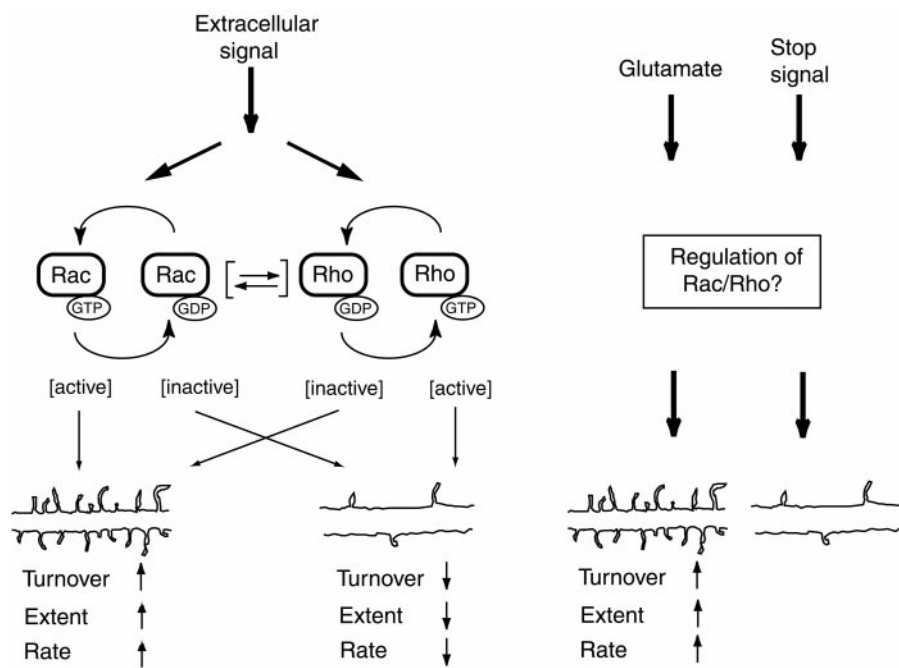 Extracellular
signal
Rac
GTP
Rac
GDP
Rho
GDP
Rho
GTP
[active]
[inactive]
[inactive]
[active]
Turnover
Extent
Rate
Turnover
Extent
Rate
Glutamate
Stop
signal
Regulation of
Rac/Rho?
Turnover
Extent
Rate